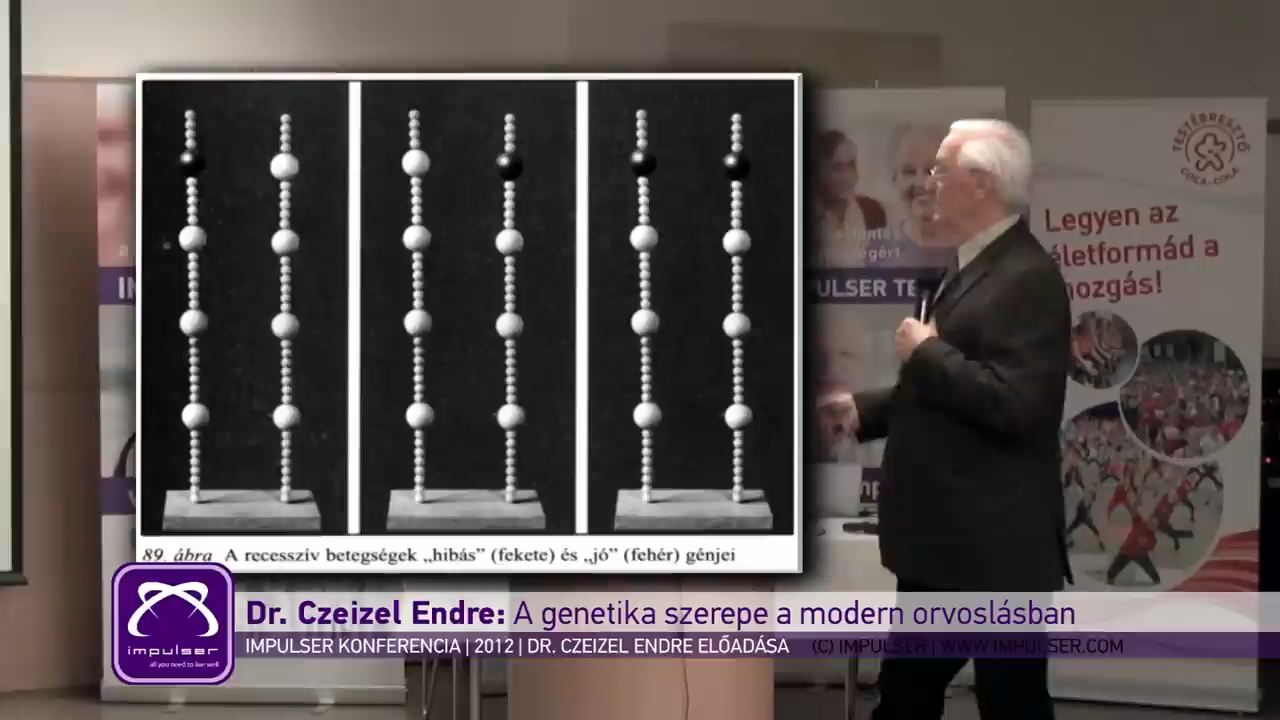 TESTÉBRESZTŐ
COCA-COLA
Legyen az
életformád a
mozgás!
ULSER TE
89. ábra A recesszív betegségek „hibás” (fekete) és „jó” (fehér) génjei
impulser
all you need to live well
Dr. Czeizel Endre: A genetika szerepe a modern orvoslásban
IMPULSER KONFERENCIA | 2012 | DR. CZEIZEL ENDRE ELŐADÁSA (C) IMPULSER | WWW.IMPULSER.COM